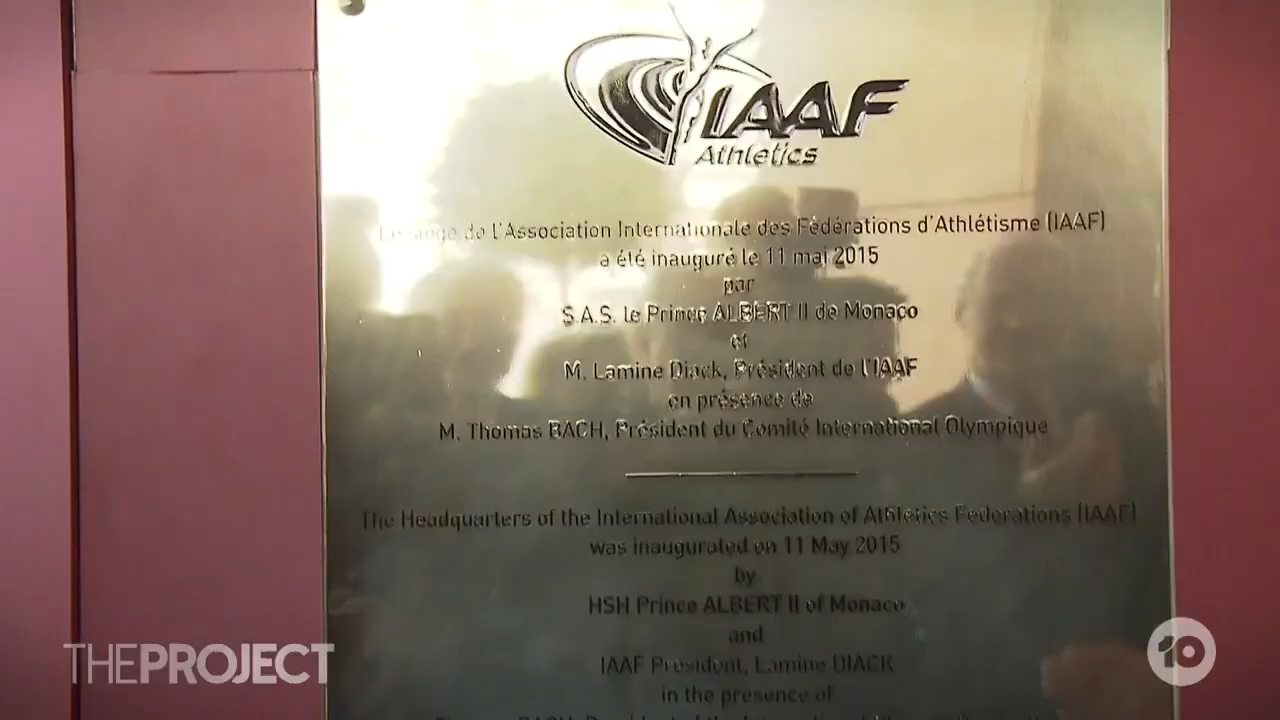 IAAF
Athletics
Le siège de l'Association Internationale des Fédérations d'Athlétisme (IAAF)
a été inauguré le 11 mai 2015
par
S.A.S. le Prince ALBERT II de Monaco
et
M. Lamine Diack, Président de l'IAAF
en présence de
M. Thomas BACH, Président du Comité International Olympique
The Headquarters of the International Association of Athletics Federations (IAAF)
was inaugurated on 11 May 2015
by
HSH Prince ALBERT II of Monaco
and
IAAF President, Lamine DIACK
in the presence of
THEPROJECT
10